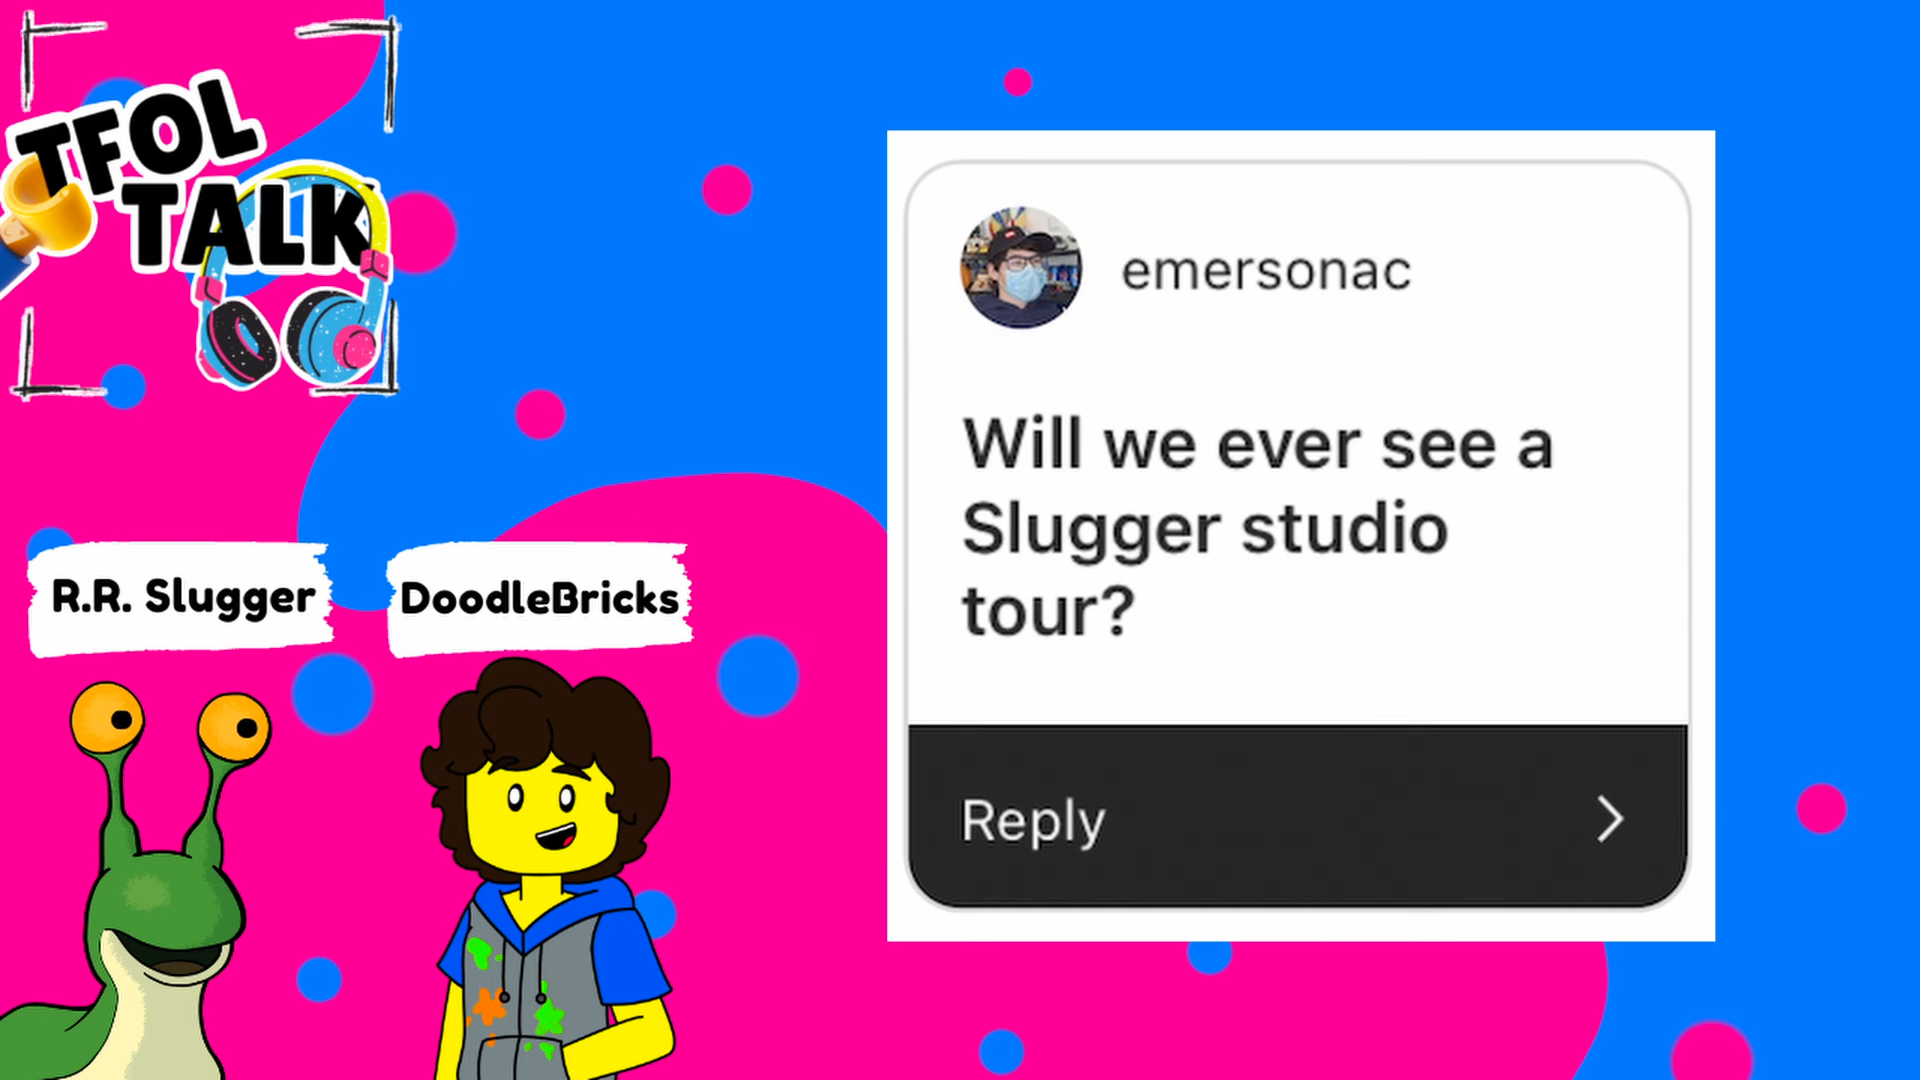 TFOL
TALK
R.R. Slugger
DoodleBricks
emersonac
Will we ever see a
Slugger studio
tour?
Reply